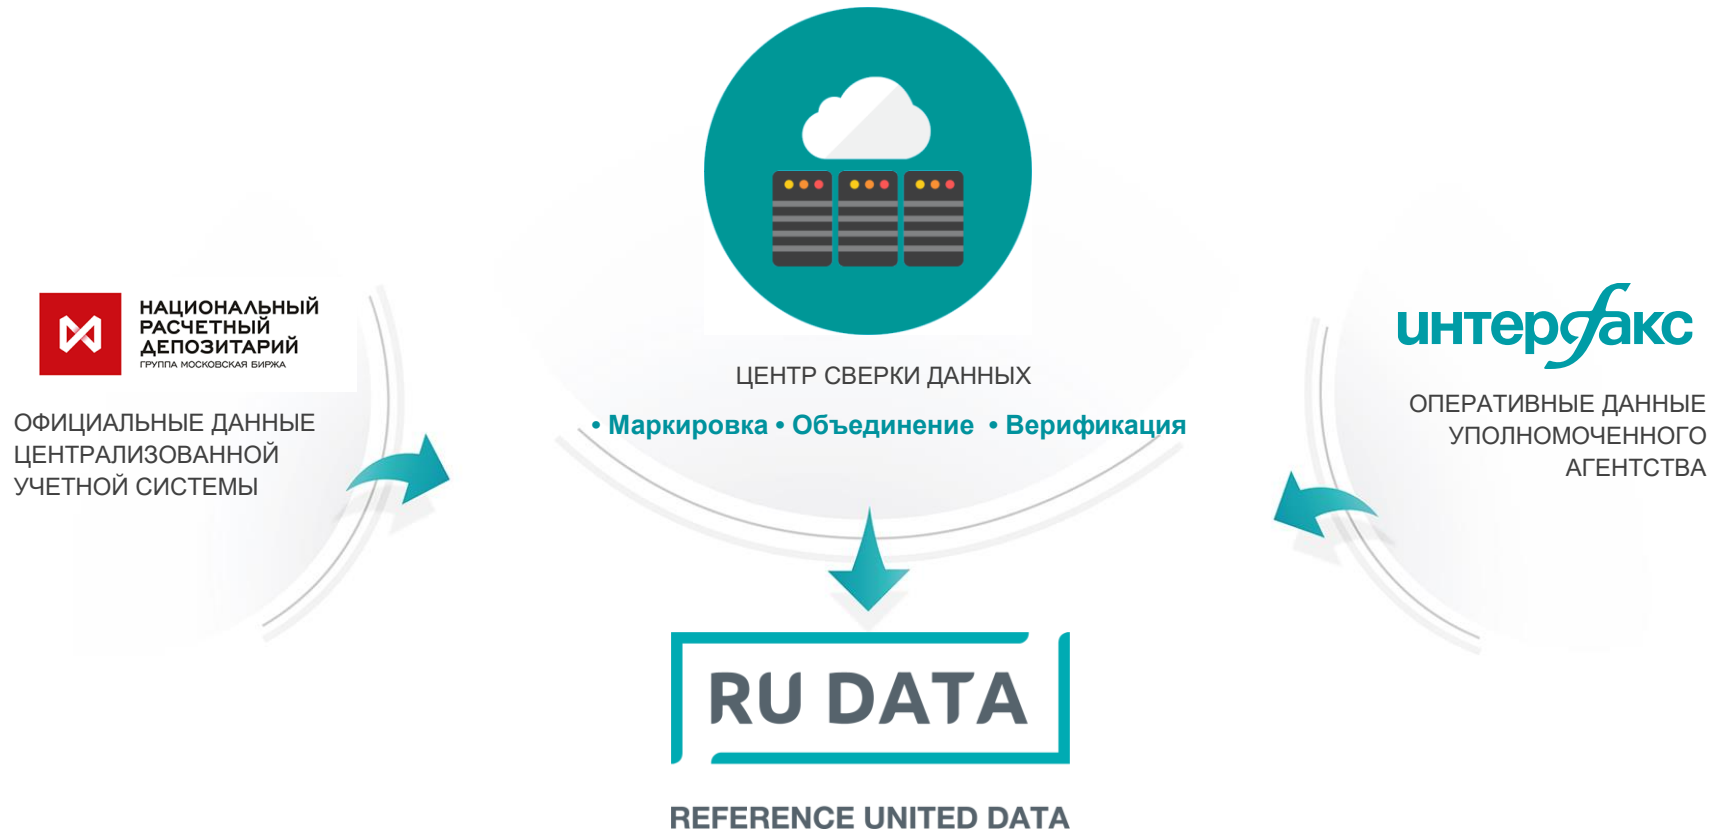 НАЦИОНАЛЬНЫЙ
РАСЧЕТНЫЙ
ДЕПОЗИТАРИЙ
ГРУППА МОСКОВСКАЯ БИРЖА
ОФИЦИАЛЬНЫЕ ДАННЫЕ
ЦЕНТРАЛИЗОВАННОЙ
УЧЕТНОЙ СИСТЕМЫ
ЦЕНТР СВЕРКИ ДАННЫХ
• Маркировка • Объединение • Верификация
интерфакс
ОПЕРАТИВНЫЕ ДАННЫЕ
УПОЛНОМОЧЕННОГО
АГЕНТСТВА
RU DATA
REFERENCE UNITED DATA